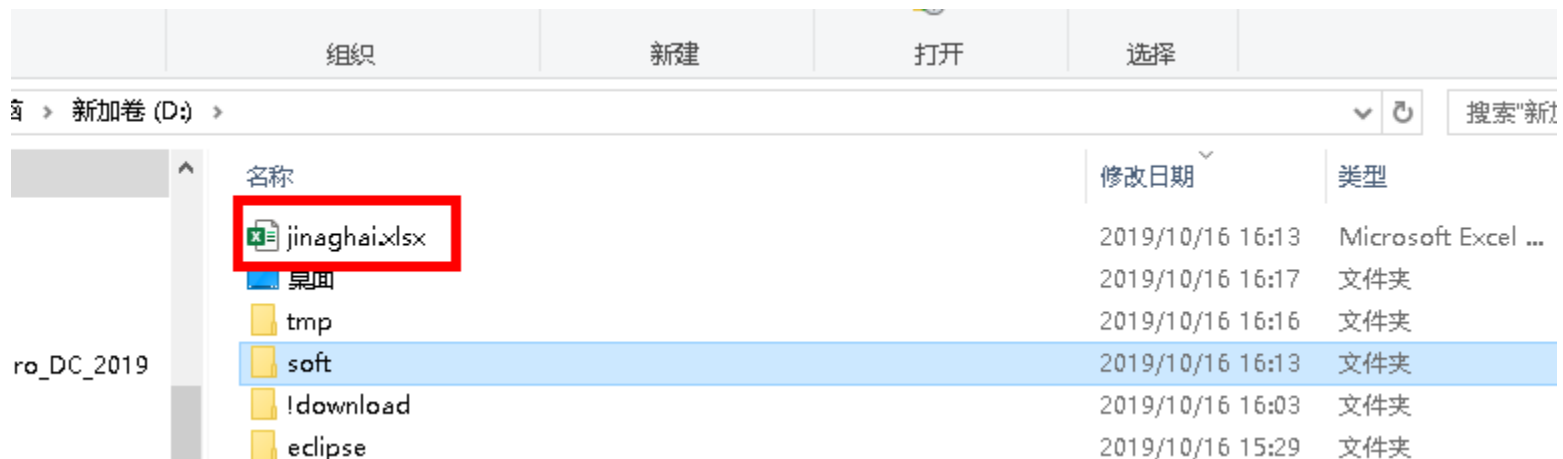 组织 新建 打开 选择
新加卷 (D:) 搜索"新
名称 修改日期 类型
jinaghai.xlsx 2019/10/16 16:13 Microsoft Excel ...
桌面 2019/10/16 16:17 文件夹
tmp 2019/10/16 16:16 文件夹
ro_DC_2019 soft 2019/10/16 16:13 文件夹
!download 2019/10/16 16:03 文件夹
eclipse 2019/10/16 15:29 文件夹